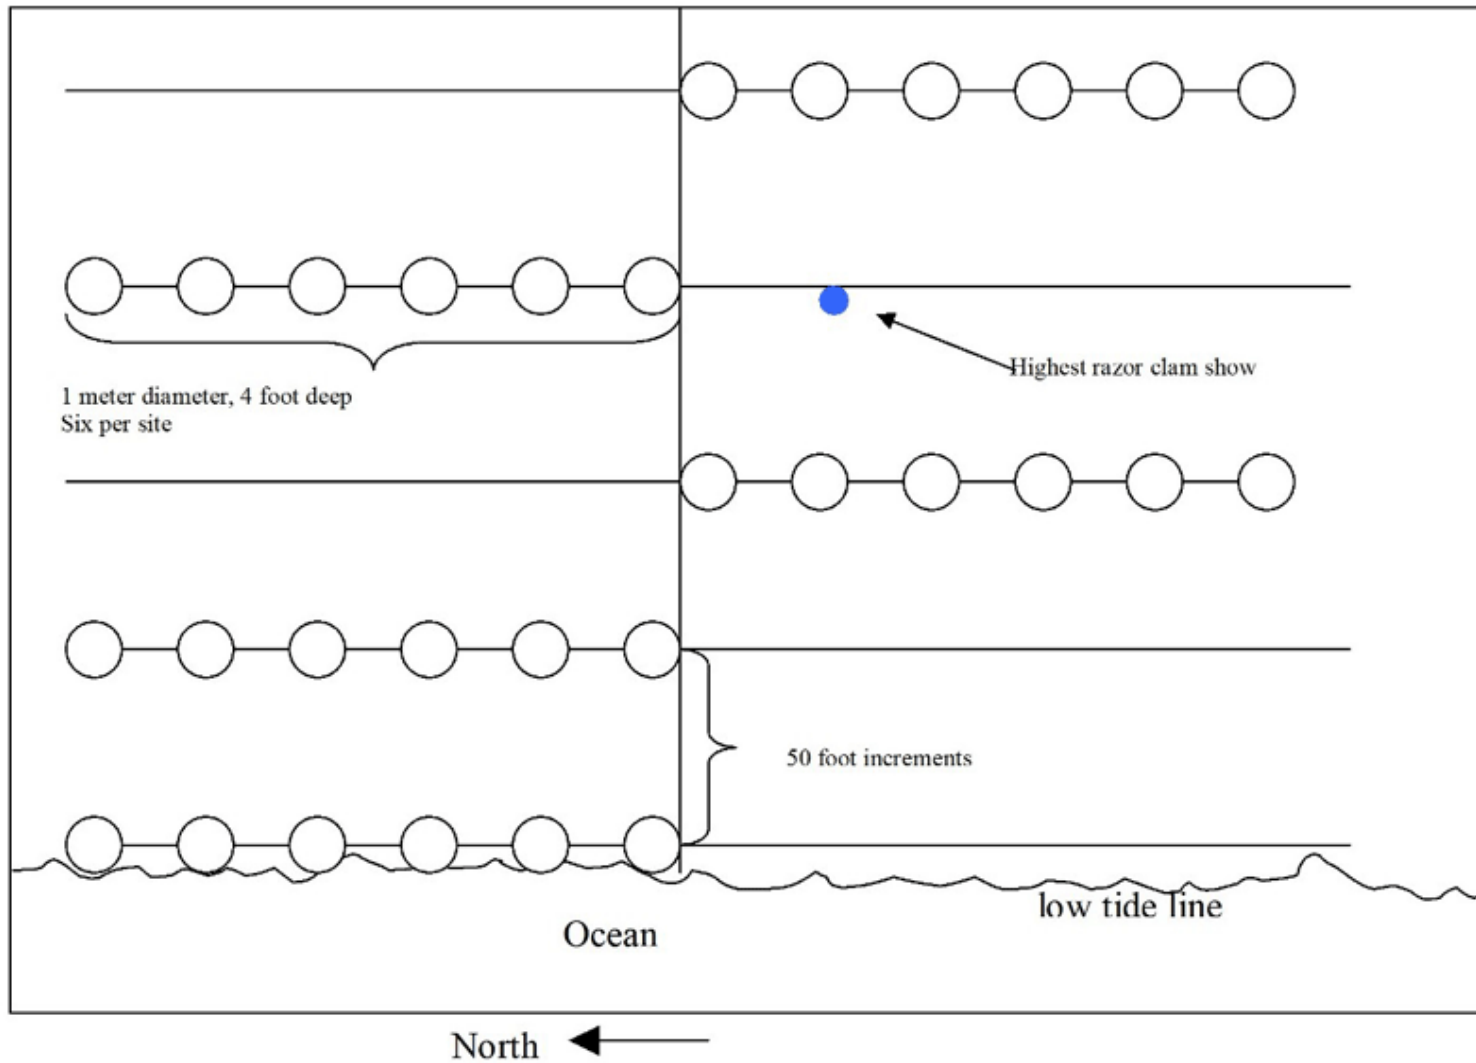 Highest razor clam show
1 meter diameter, 4 foot deep
Six per site
50 foot increments
low tide line
Ocean
North